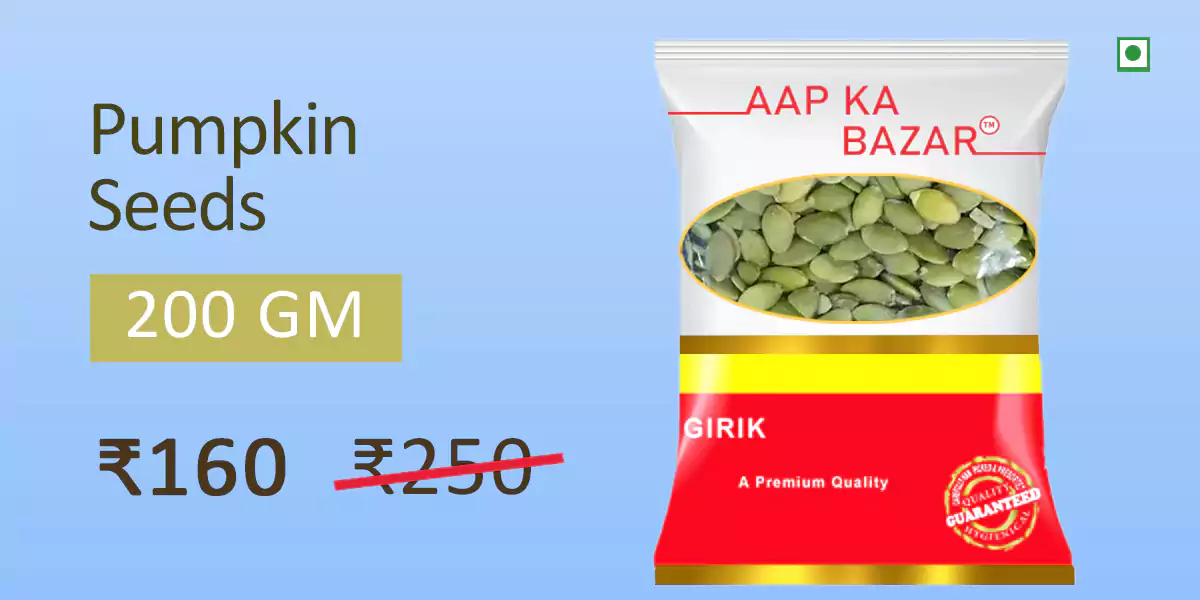 Pumpkin
Seeds
200 GM
₹160 ₹250
AAP KA
BAZAR™
GIRIK
A Premium Quality
QUALITY
GUARANTEED
HYGIENICAL